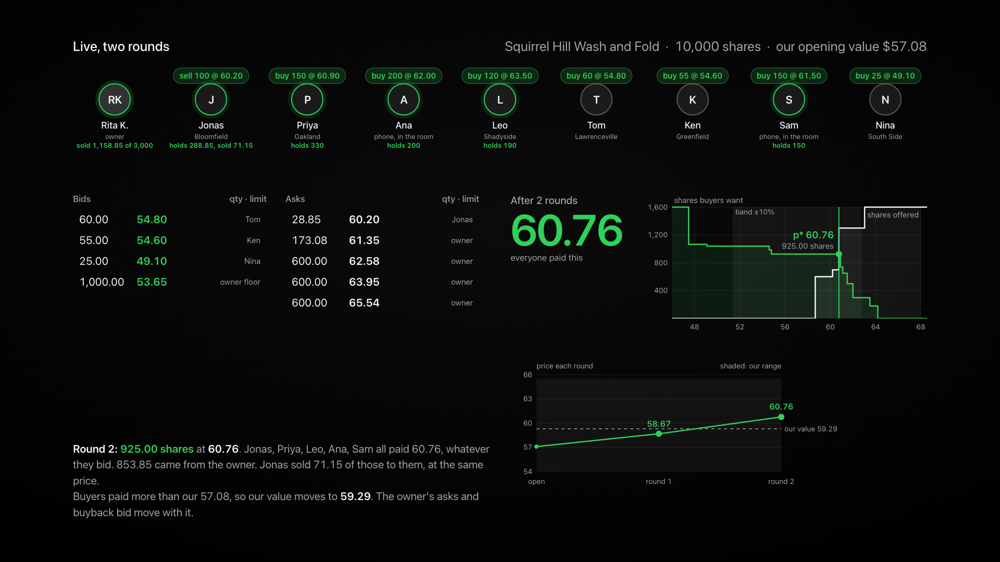 Live, two rounds
Squirrel Hill Wash and Fold · 10,000 shares · our opening value $57.08
sell 100 @ 60.20
buy 150 @ 60.90
buy 200 @ 62.00
buy 120 @ 63.50
buy 60 @ 54.80
buy 55 @ 54.60
buy 150 @ 61.50
buy 25 @ 49.10
RK
J
P
A
L
T
K
S
N
Rita K.
Jonas
Priya
Ana
Leo
Tom
Ken
Sam
Nina
owner
Bloomfield
Oakland
phone, in the room
Shadyside
Lawrenceville
Greenfield
phone, in the room
South Side
sold 1,158.85 of 3,000
holds 288.85, sold 71.15
holds 330
holds 200
holds 190
holds 150
Bids qty · limit
60.00 54.80 Tom
55.00 54.60 Ken
25.00 49.10 Nina
1,000.00 53.65 owner floor
Asks qty · limit
28.85 60.20 Jonas
173.08 61.35 owner
600.00 62.58 owner
600.00 63.95 owner
600.00 65.54 owner
After 2 rounds
60.76
everyone paid this
shares buyers want
1,600
1,200
800
400
band ±10%
shares offered
p* 60.76
925.00 shares
48 52 56 60 64 68
price each round
shaded: our range
66
63
60
57
54
58.67
60.76
our value 59.29
open round 1 round 2
Round 2: 925.00 shares at 60.76. Jonas, Priya, Leo, Ana, Sam all paid 60.76, whatever
they bid. 853.85 came from the owner. Jonas sold 71.15 of those to them, at the same
price.
Buyers paid more than our 57.08, so our value moves to 59.29. The owner's asks and
buyback bid move with it.